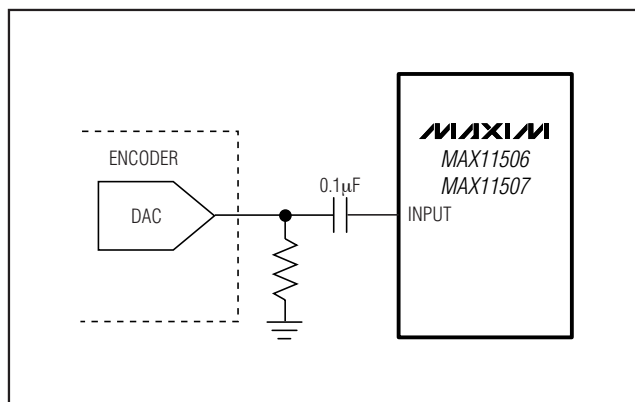 ENCODER
DAC
0.1µF
MAXIM
MAX11506
MAX11507
INPUT